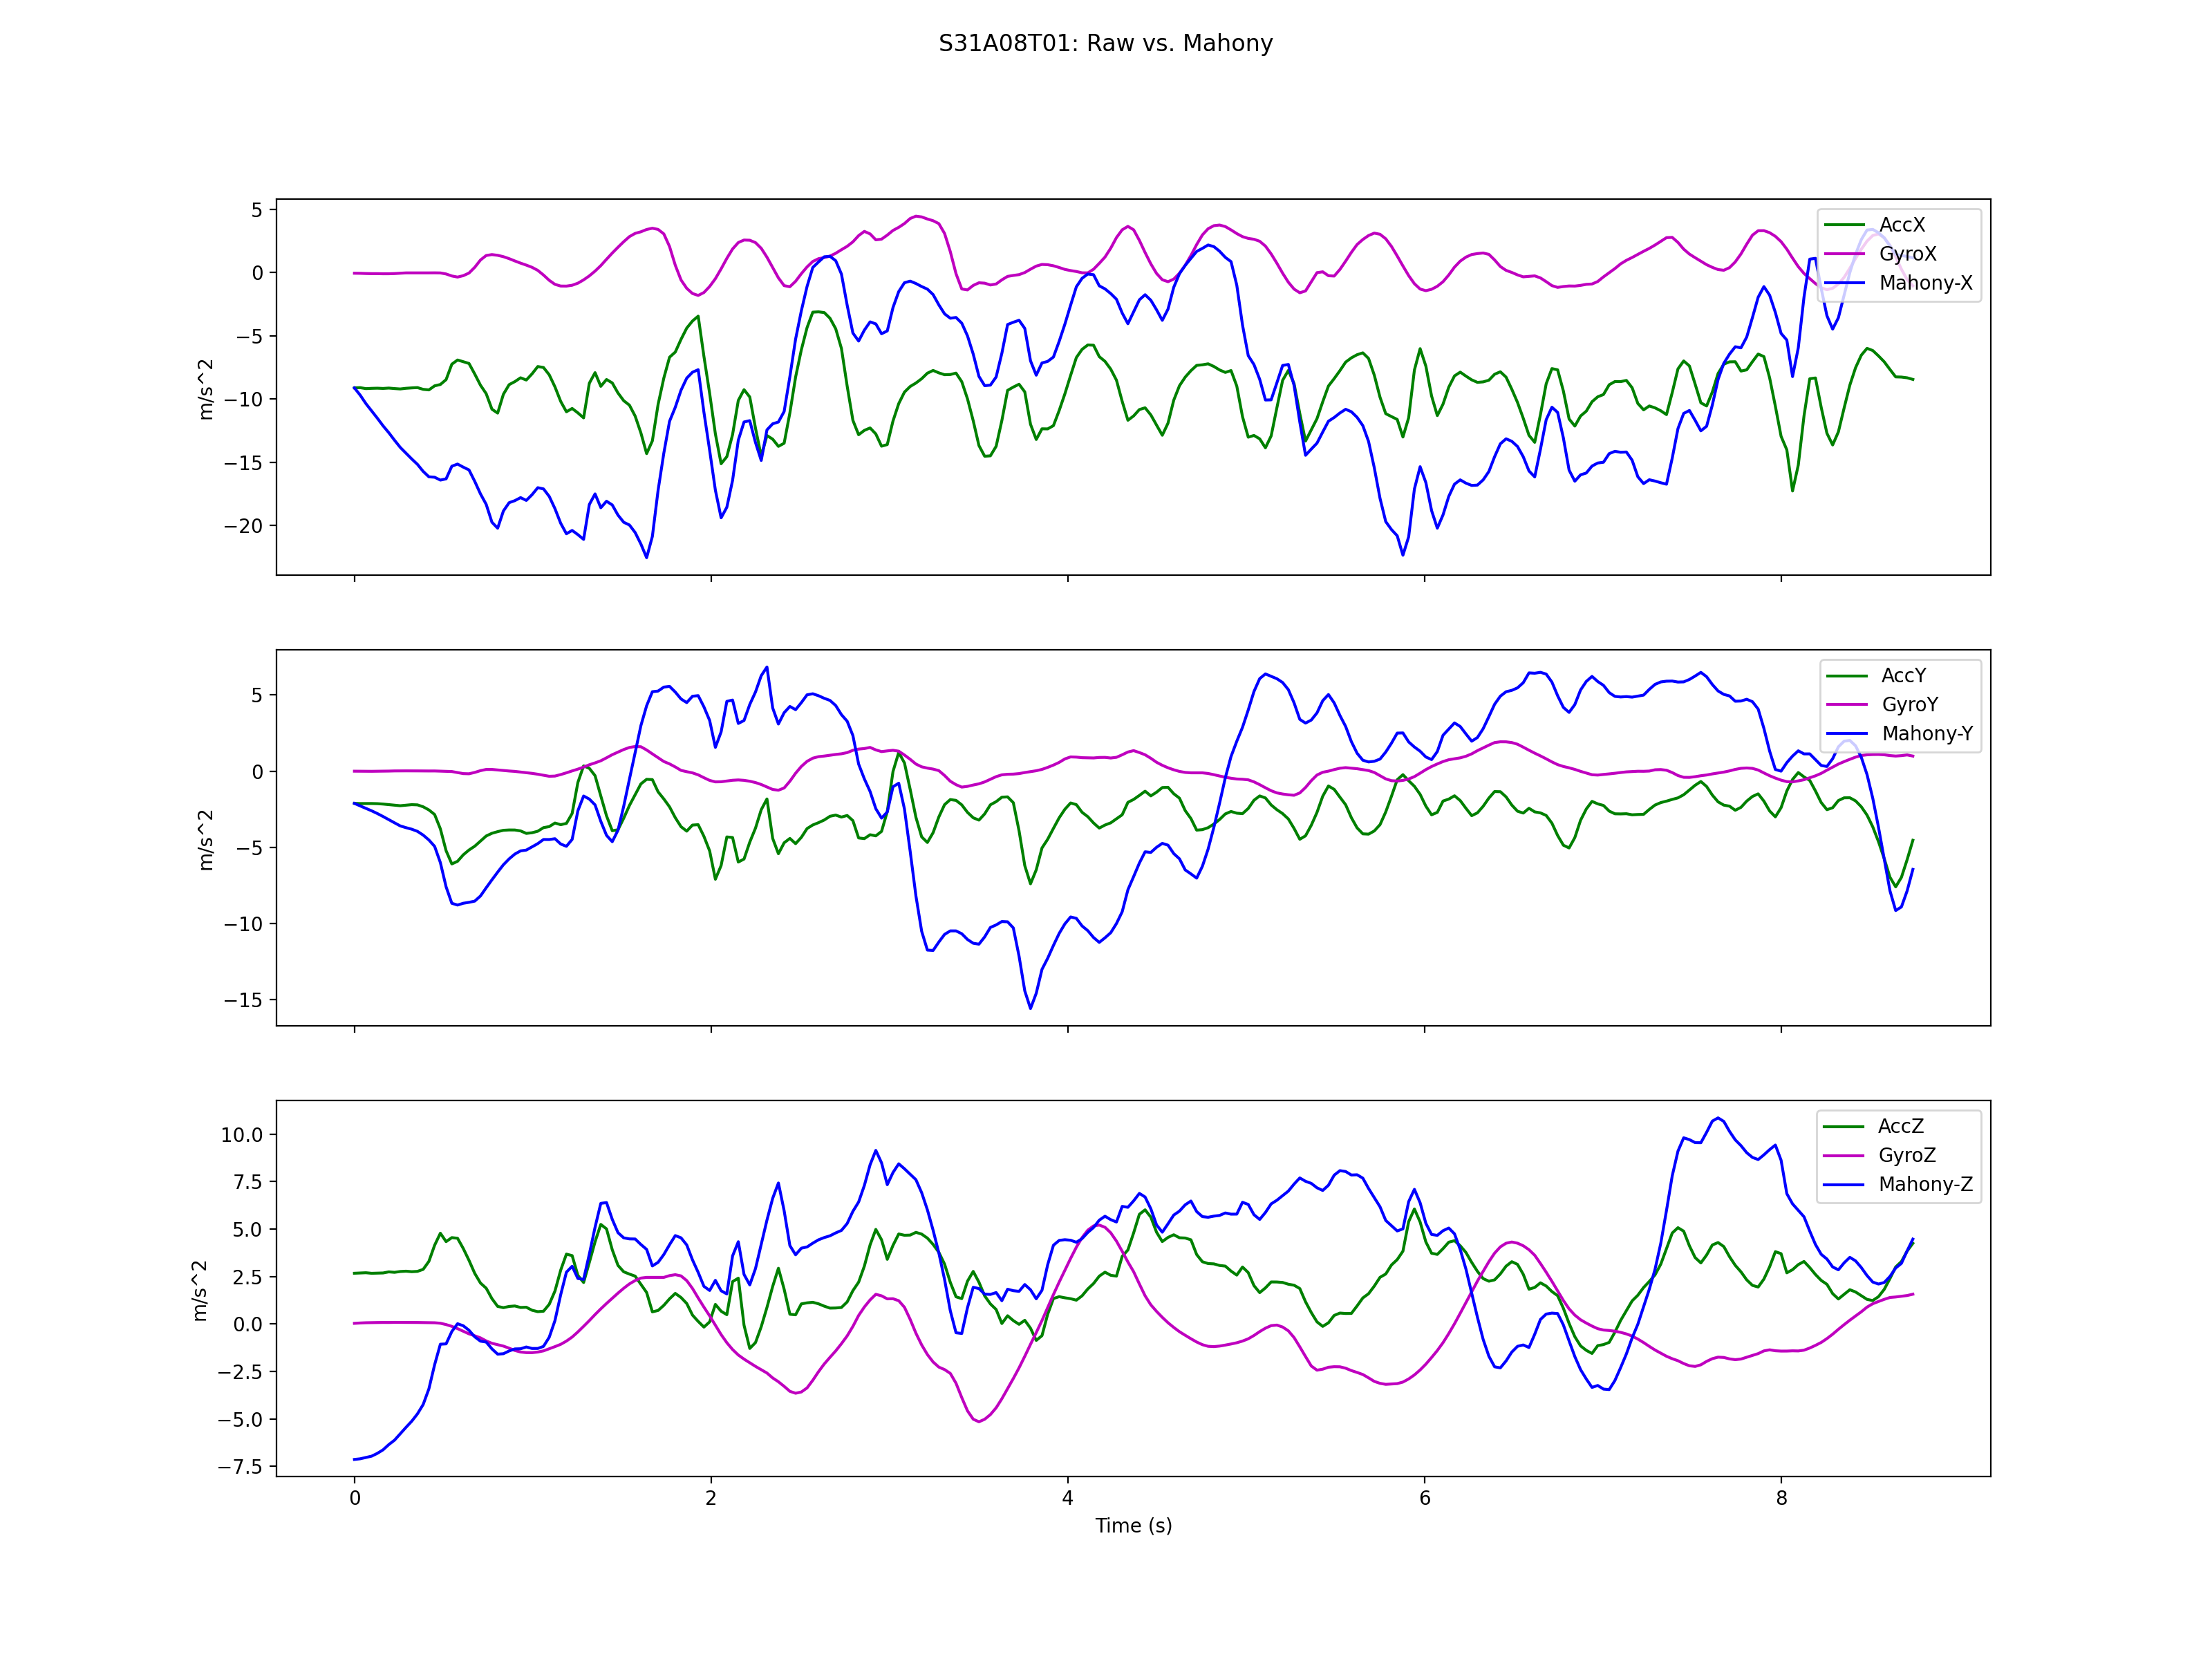 S31A08T01: Raw vs. Mahony
5
0
−5
−10
−15
−20
m/s^2
AccX
GyroX
Mahony-X
5
0
−5
−10
−15
m/s^2
AccY
GyroY
Mahony-Y
10.0
7.5
5.0
2.5
0.0
−2.5
−5.0
−7.5
m/s^2
AccZ
GyroZ
Mahony-Z
0 2 4 6 8
Time (s)